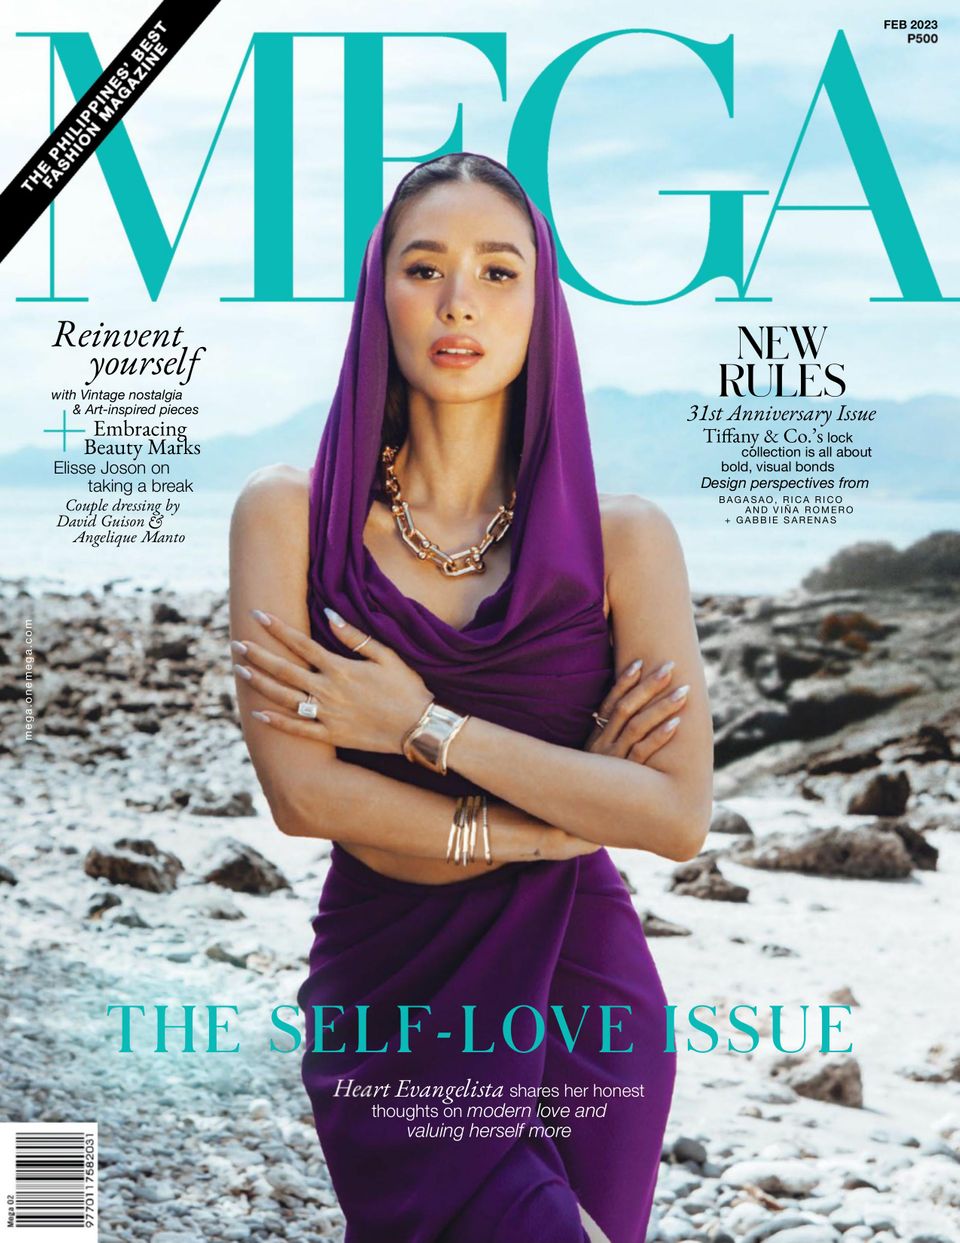 THE PHILIPPINES' BEST
FASHION MAGAZINE
MEGA
FEB 2023
P500
Reinvent
yourself
with Vintage nostalgia
& Art-inspired pieces
+ Embracing
Beauty Marks
Elisse Joson on
taking a break
Couple dressing by
David Guison &
Angelique Manto
NEW
RULES
31st Anniversary Issue
Tiffany & Co.'s lock
collection is all about
bold, visual bonds
Design perspectives from
BAGASAO, RICA RICO
AND VIÑA ROMERO
+ GABBIE SARENAS
mega.onemega.com
THE SELF-LOVE ISSUE
Heart Evangelista shares her honest
thoughts on modern love and
valuing herself more
Mega 02
9770117582031